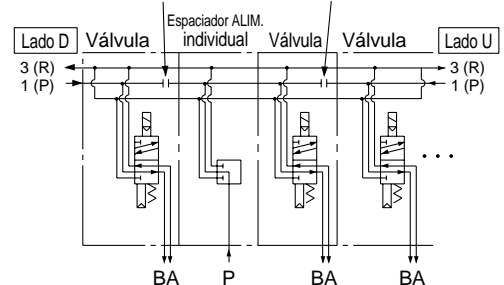 Espaciador ALIM.
Lado D Válvula individual Válvula Válvula Lado U
3 (R) 3 (R)
1 (P) 1 (P)
BA P BA BA